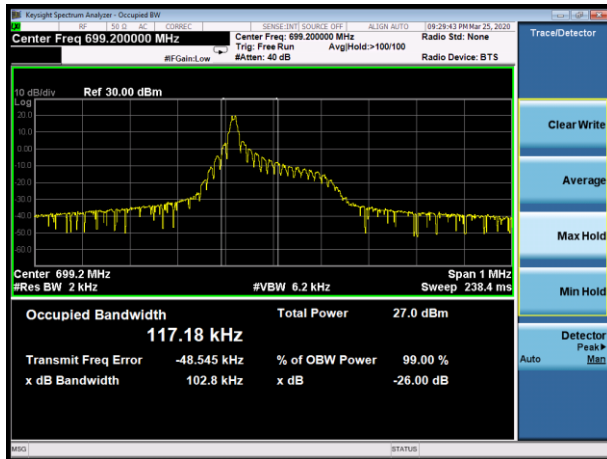 Keysight Spectrum Analyzer - Occupied BW
RF 50 Ω AC CORREC SENSE:INT SOURCE OFF ALIGN AUTO 09:29:43 PM Mar 25, 2020
Center Freq 699.200000 MHz
Center Freq: 699.200000 MHz
Radio Std: None
Trace/Detector
Trig: Free Run Avg|Hold:>100/100
#IFGain:Low
#Atten: 40 dB
Radio Device: BTS
10 dB/div Ref 30.00 dBm
Log
20.0
10.0
0.00
-10.0
-20.0
-30.0
-40.0
-50.0
-60.0
Center 699.2 MHz
Span 1 MHz
#Res BW 2 kHz
#VBW 6.2 kHz
Sweep 238.4 ms
Occupied Bandwidth
Total Power 27.0 dBm
117.18 kHz
Transmit Freq Error -48.545 kHz
% of OBW Power 99.00 %
x dB Bandwidth 102.8 kHz
x dB -26.00 dB
Clear Write
Average
Max Hold
Min Hold
Detector
Peak▶
Auto Man
MSG
STATUS